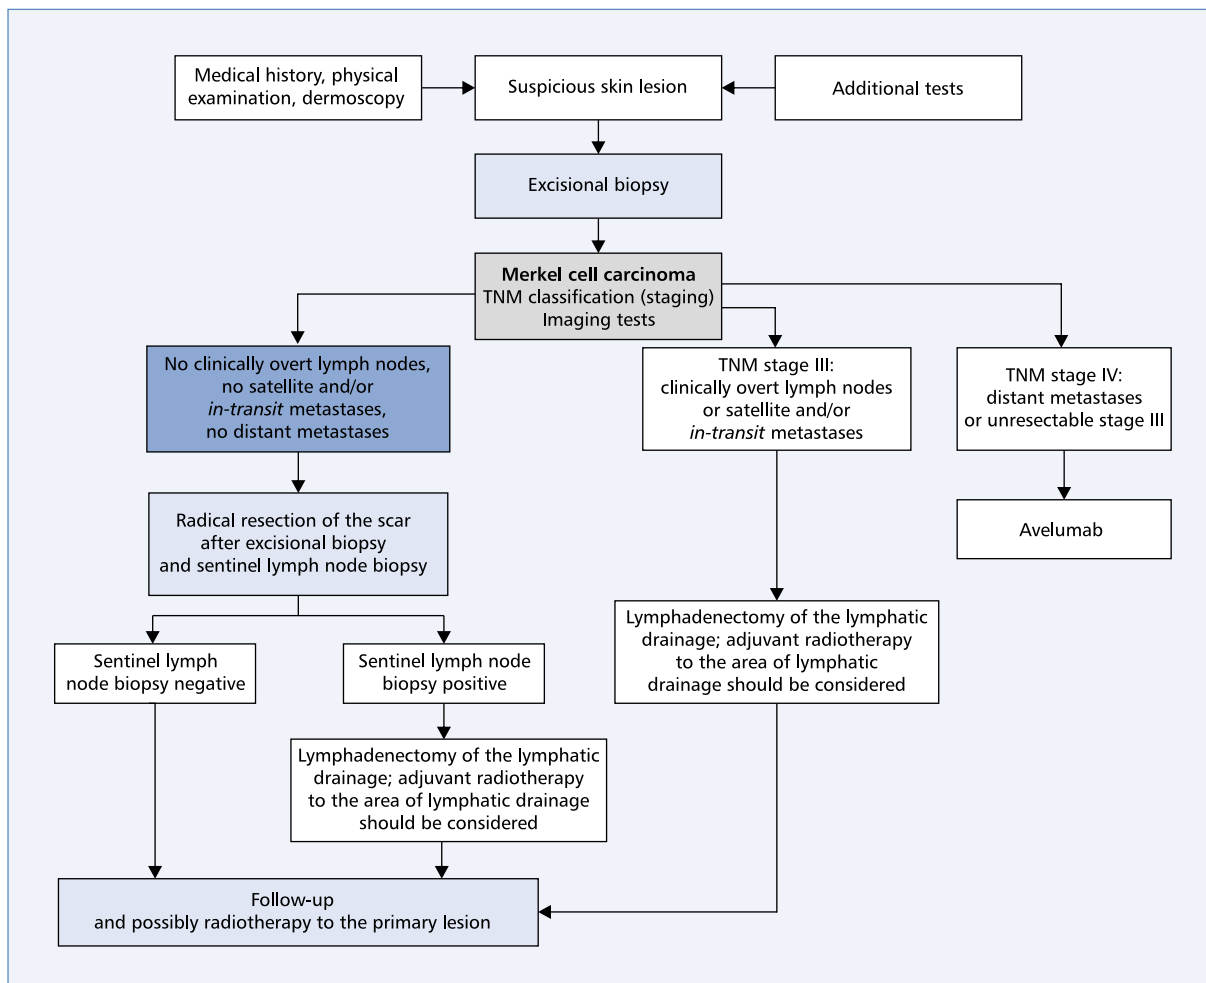 Medical history, physical
examination, dermoscopy
Suspicious skin lesion
Additional tests
Excisional biopsy
Merkel cell carcinoma
TNM classification (staging)
Imaging tests
No clinically overt lymph nodes,
no satellite and/or
in-transit metastases,
no distant metastases
TNM stage III:
clinically overt lymph nodes
or satellite and/or
in-transit metastases
TNM stage IV:
distant metastases
or unresectable stage III
Radical resection of the scar
after excisional biopsy
and sentinel lymph node biopsy
Avelumab
Sentinel lymph
node biopsy negative
Sentinel lymph node
biopsy positive
Lymphadenectomy of the lymphatic
drainage; adjuvant radiotherapy
to the area of lymphatic
drainage should be considered
Lymphadenectomy of the lymphatic
drainage; adjuvant radiotherapy
to the area of lymphatic drainage
should be considered
Follow-up
and possibly radiotherapy to the primary lesion